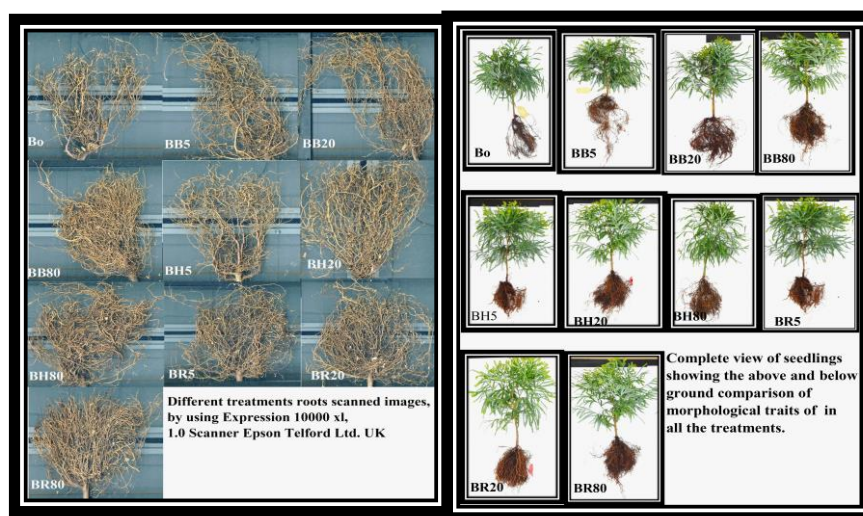 Bo
BB5
BB20
BB80
BH5
BH20
BH80
BR5
BR20
Different treatments roots scanned images,
by using Expression 10000 xl,
1.0 Scanner Epson Telford Ltd. UK
BR80
Bo
BB5
BB20
BB80
BH5
BH20
BH80
BR5
Complete view of seedlings
showing the above and below
ground comparison of
morphological traits of in
all the treatments.
BR20
BR80